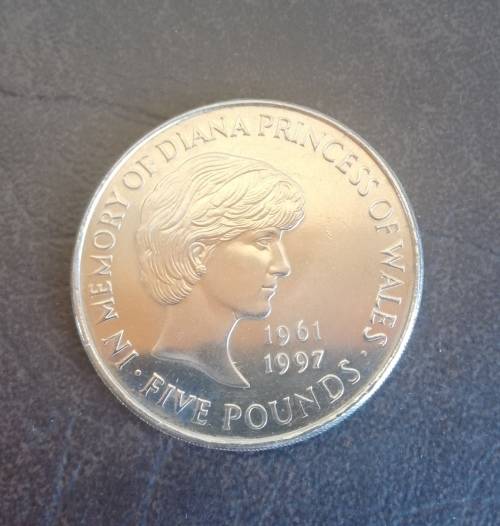 IN MEMORY OF DIANA PRINCESS OF WALES
1961
1997
· FIVE POUNDS ·